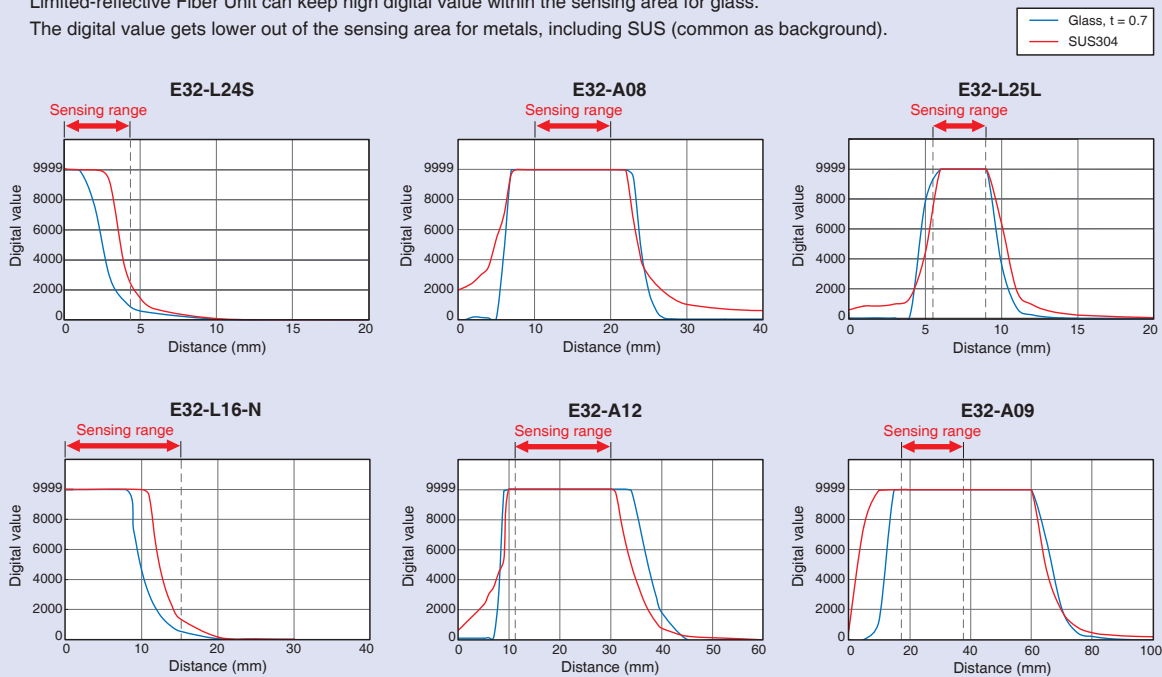 Limited-reflective Fiber Unit can keep high digital value within the sensing area for glass.
The digital value gets lower out of the sensing area for metals, including SUS (common as background).
Glass, t = 0.7
SUS304
E32-L24S
Sensing range
9999
8000
6000
4000
2000
0
Digital value
0 5 10 15 20
Distance (mm)
E32-A08
Sensing range
9999
8000
6000
4000
2000
0
Digital value
0 10 20 30 40
Distance (mm)
E32-L25L
Sensing range
9999
8000
6000
4000
2000
0
Digital value
0 5 10 15 20
Distance (mm)
E32-L16-N
Sensing range
9999
8000
6000
4000
2000
0
Digital value
0 10 20 30 40
Distance (mm)
E32-A12
Sensing range
9999
8000
6000
4000
2000
0
Digital value
0 10 20 30 40 50 60
Distance (mm)
E32-A09
Sensing range
9999
8000
6000
4000
2000
0
Digital value
0 20 40 60 80 100
Distance (mm)